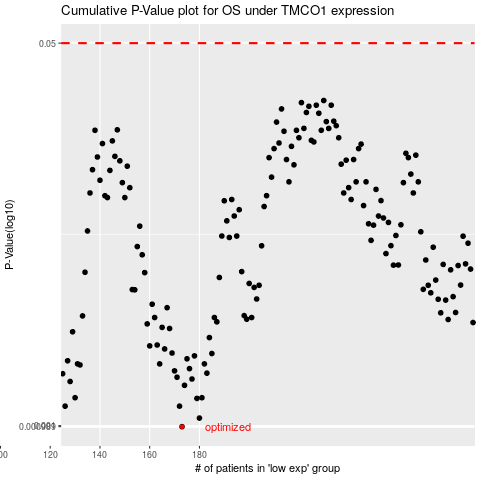 Cumulative P-Value plot for OS under TMCO1 expression
0.05
P-Value(log10)
optimized
00 120 140 160 180
# of patients in 'low exp' group